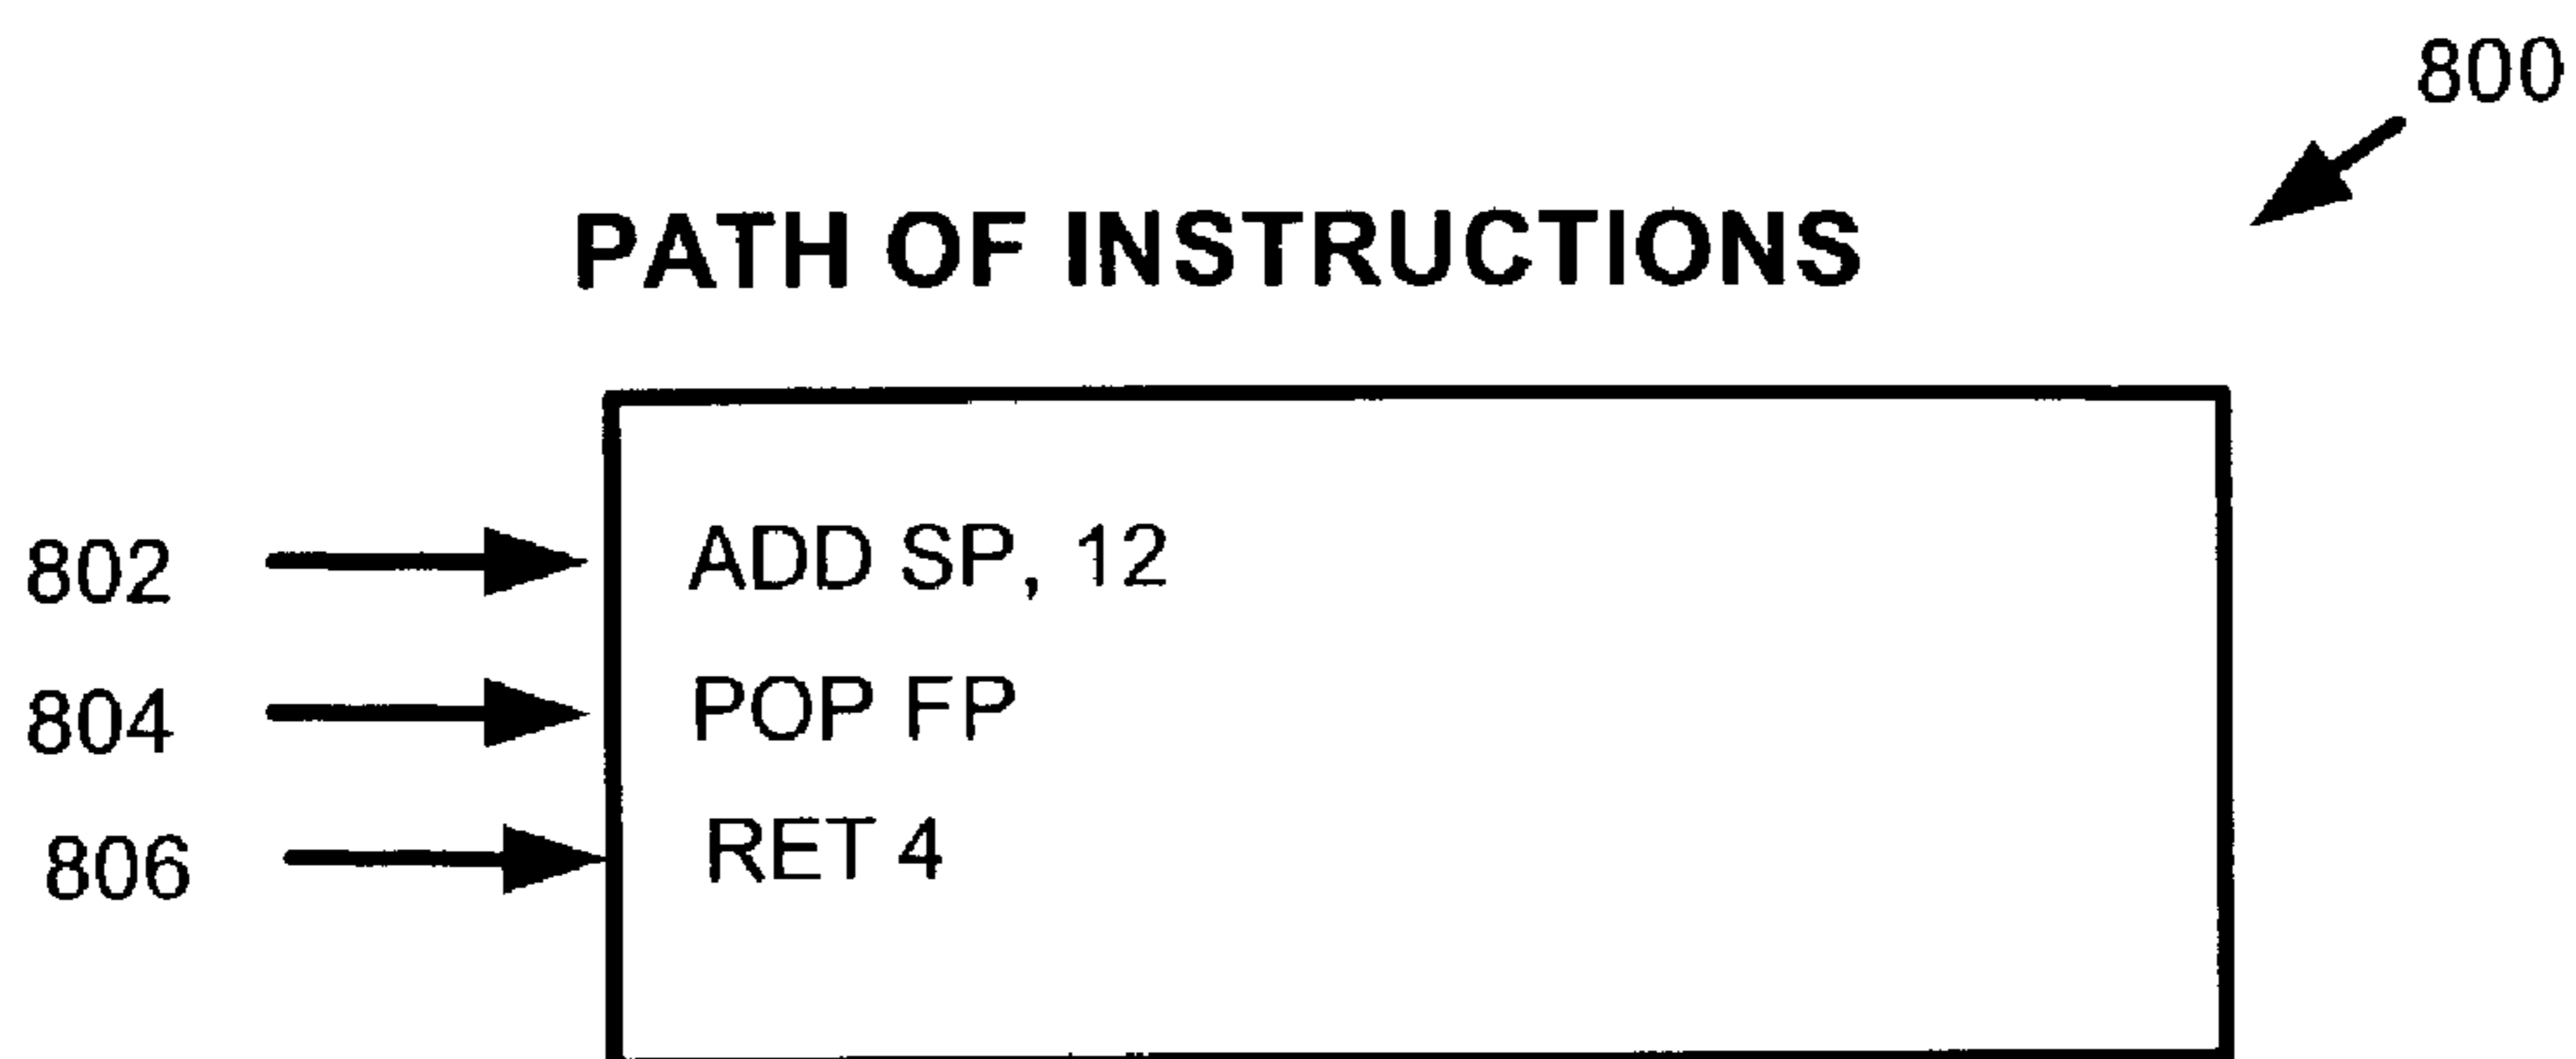 800
PATH OF INSTRUCTIONS
802 ADD SP, 12
804 POP FP
806 RET 4